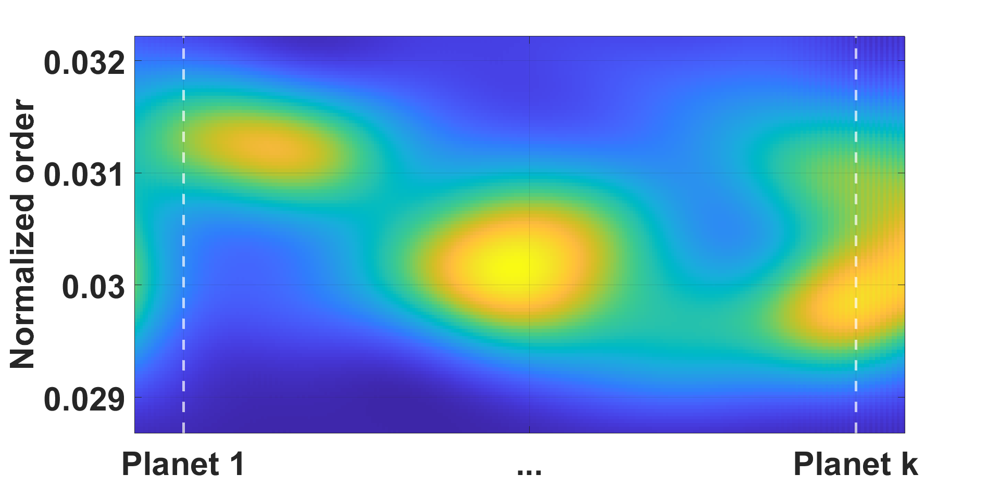 Normalized order
0.032
0.031
0.03
0.029
Planet 1
...
Planet k